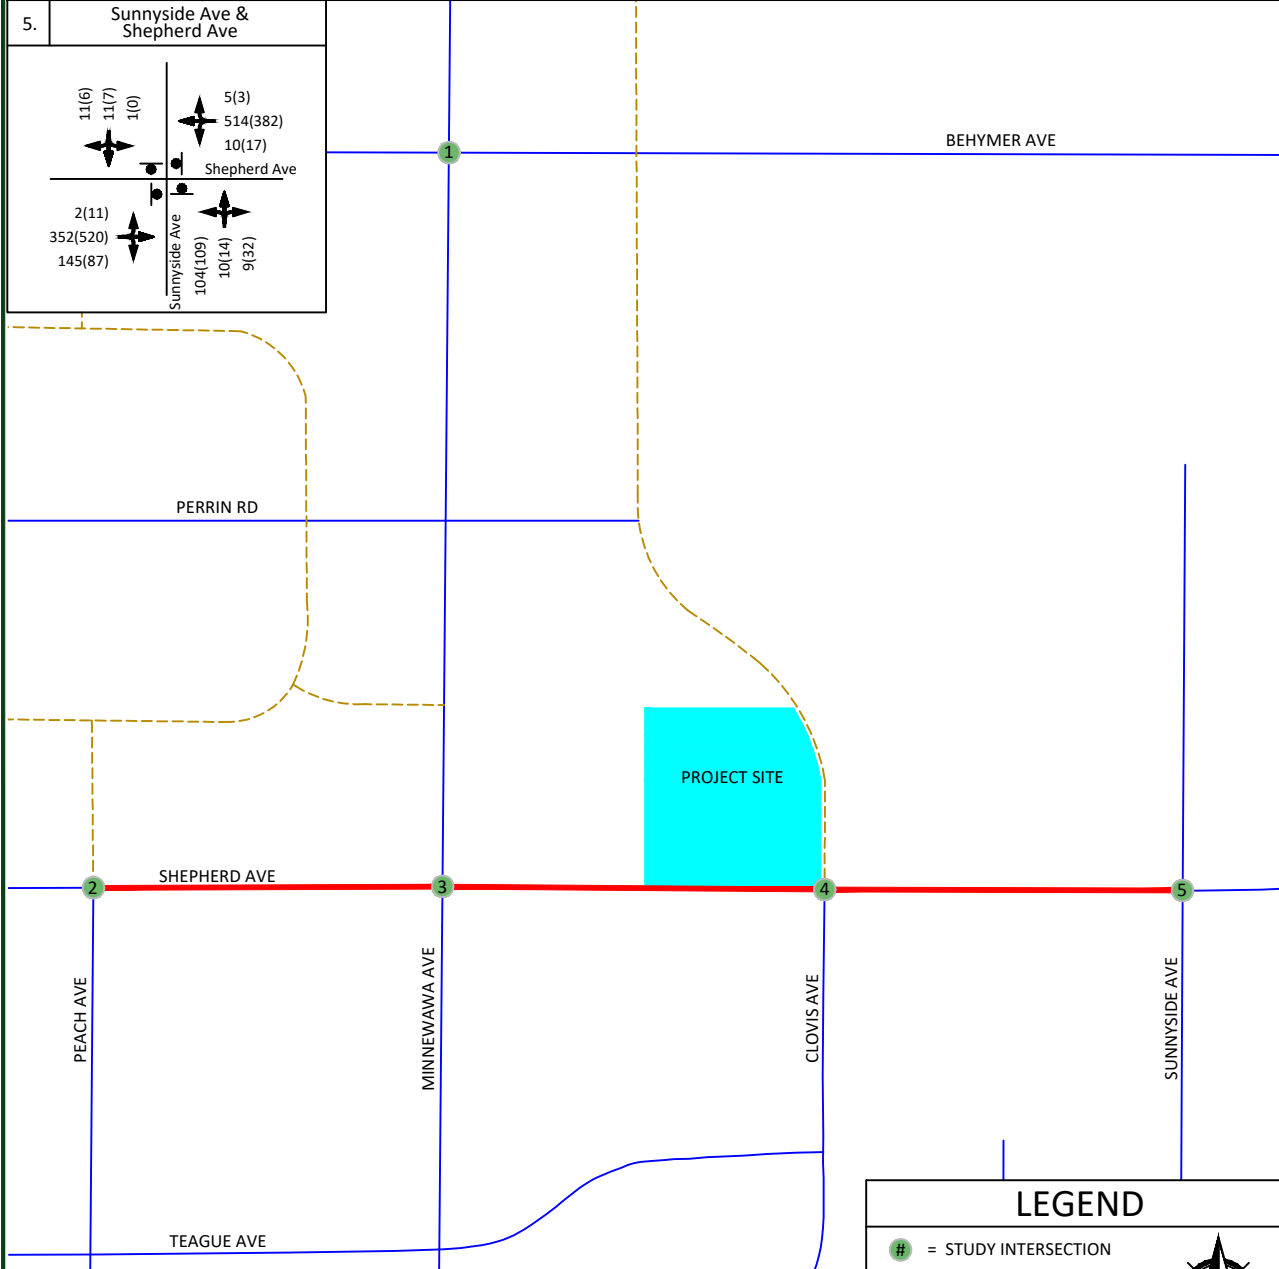 5.
Sunnyside Ave &
Shepherd Ave
11(6)
11(7)
1(0)
5(3)
514(382)
10(17)
Shepherd Ave
2(11)
352(520)
145(87)
Sunnyside Ave
104(109)
10(14)
9(32)
1
BEHYMER AVE
PERRIN RD
PROJECT SITE
SHEPHERD AVE
2
3
4
5
PEACH AVE
MINNEWAWA AVE
CLOVIS AVE
SUNNYSIDE AVE
TEAGUE AVE
LEGEND
# = STUDY INTERSECTION